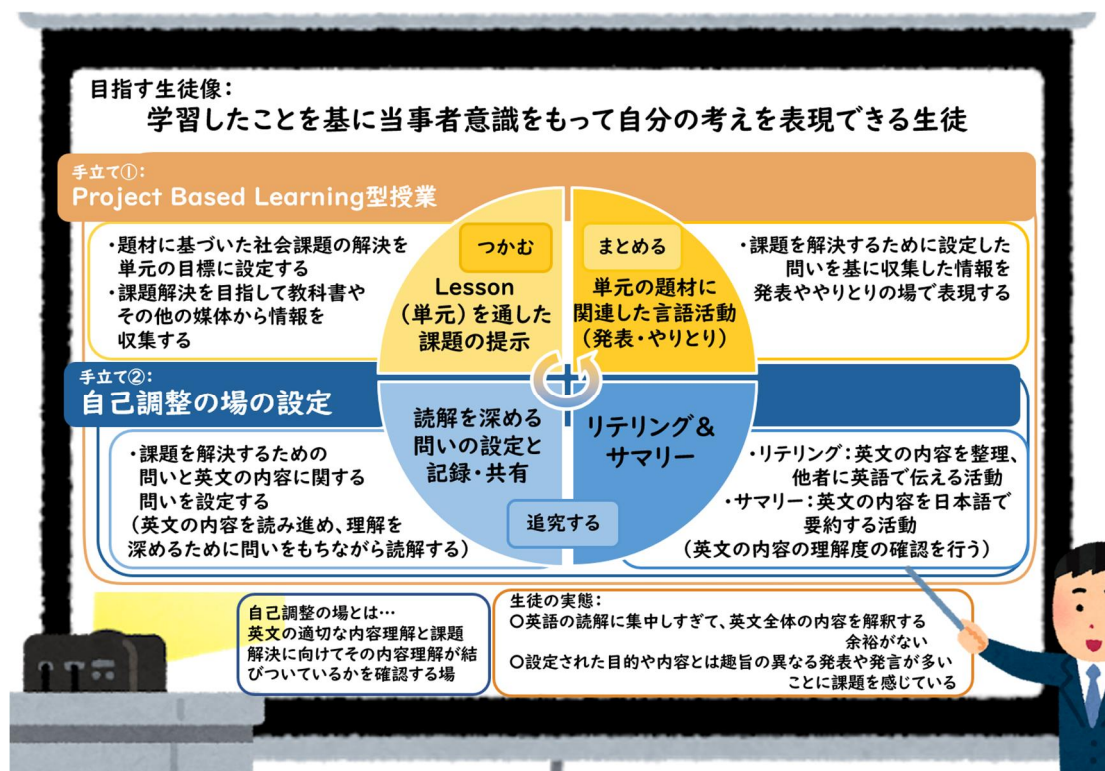 目指す生徒像:
学習したことを基に当事者意識をもって自分の考えを表現できる生徒
手立て①:
Project Based Learning型授業
・題材に基づいた社会課題の解決を
単元の目標に設定する
・課題解決を目指して教科書や
その他の媒体から情報を
収集する
つかむ
Lesson
(単元)を通した
課題の提示
まとめる
単元の題材に
関連した言語活動
(発表・やりとり)
・課題を解決するために設定した
問いを基に収集した情報を
発表ややりとりの場で表現する
手立て②:
自己調整の場の設定
・課題を解決するための
問いと英文の内容に関する
問いを設定する
(英文の内容を読み進め、理解を
深めるために問いをもちながら読解する)
読解を深める
問いの設定と
記録・共有
リテリング&
サマリー
追究する
・リテリング:英文の内容を整理、
他者に英語で伝える活動
・サマリー:英文の内容を日本語で
要約する活動
(英文の内容の理解度の確認を行う)
自己調整の場とは…
英文の適切な内容理解と課題
解決に向けてその内容理解が結
びついているかを確認する場
生徒の実態:
○英語の読解に集中しすぎて、英文全体の内容を解釈する
余裕がない
○設定された目的や内容とは趣旨の異なる発表や発言が多い
ことに課題を感じている